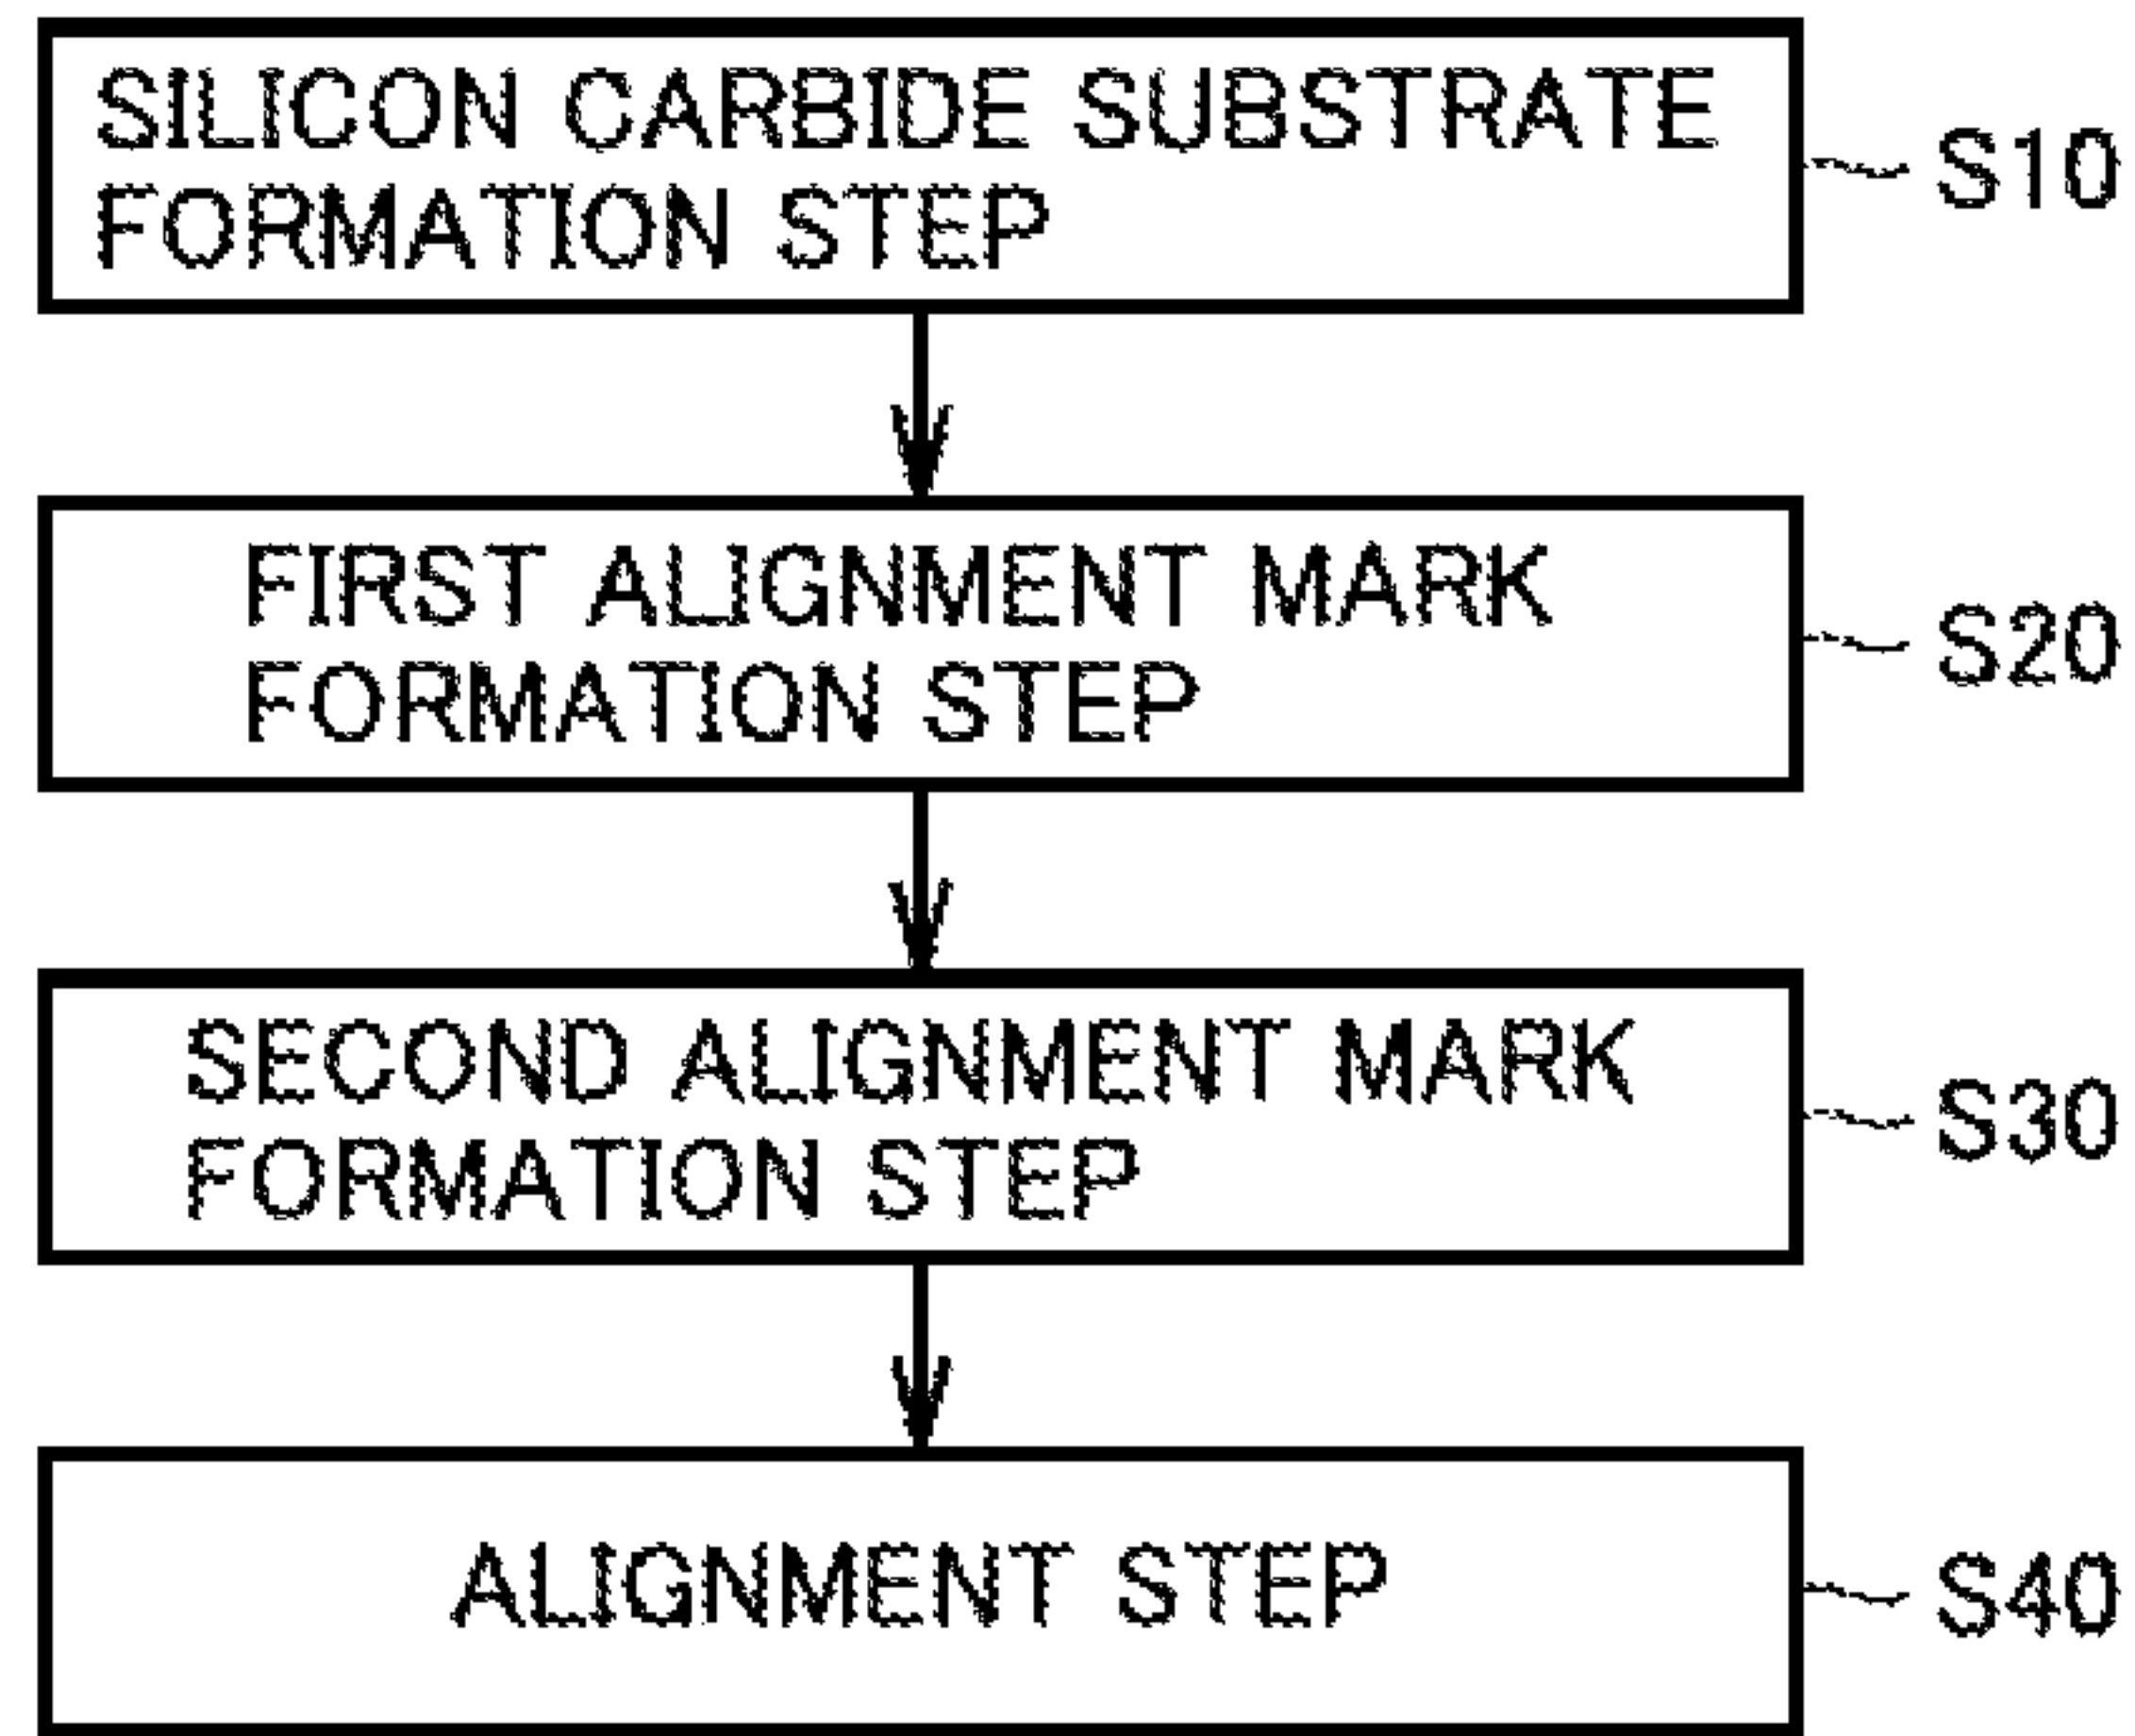 SILICON CARBIDE SUBSTRATE
FORMATION STEP
S10
FIRST ALIGNMENT MARK
FORMATION STEP
S20
SECOND ALIGNMENT MARK
FORMATION STEP
S30
ALIGNMENT STEP
S40